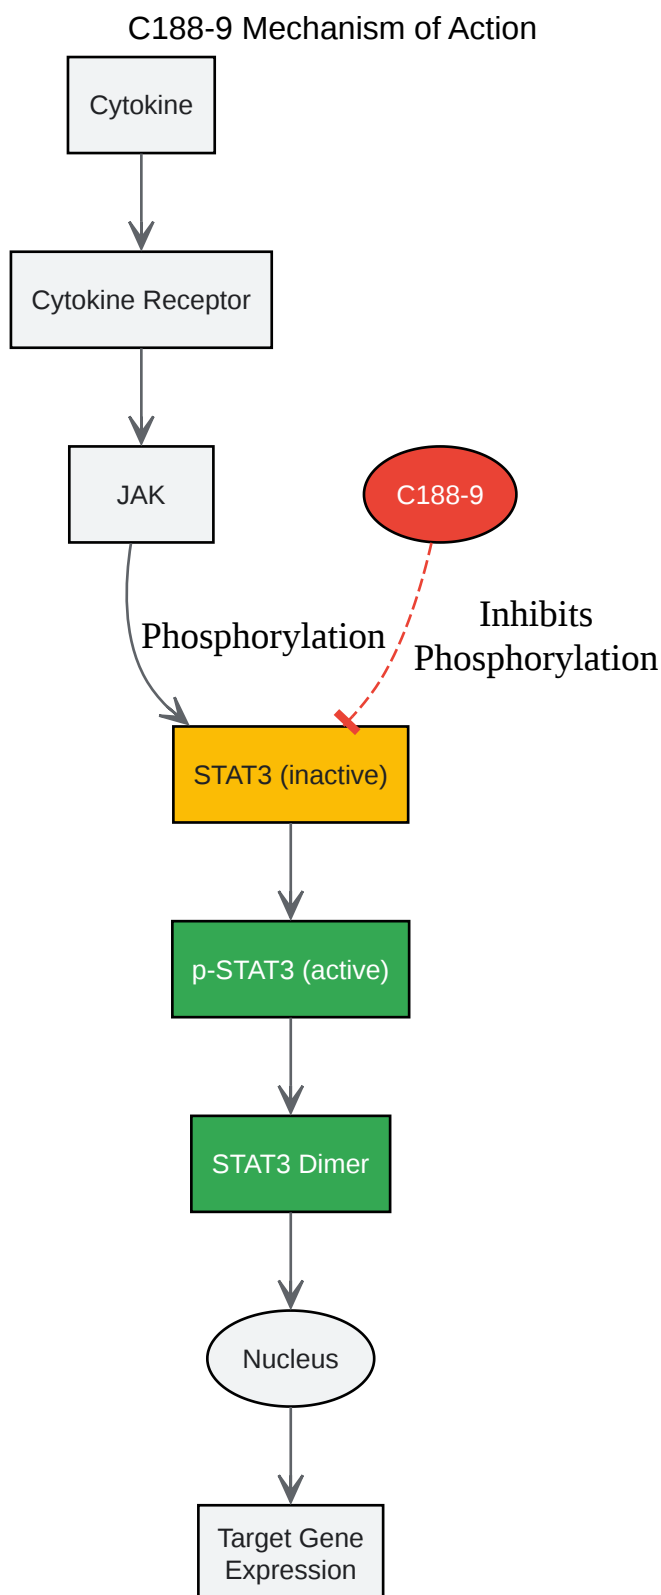 C188-9 Mechanism of Action
Cytokine
Cytokine Receptor
JAK
C188-9
Phosphorylation
Inhibits
Phosphorylation
STAT3 (inactive)
p-STAT3 (active)
STAT3 Dimer
Nucleus
Target Gene
Expression